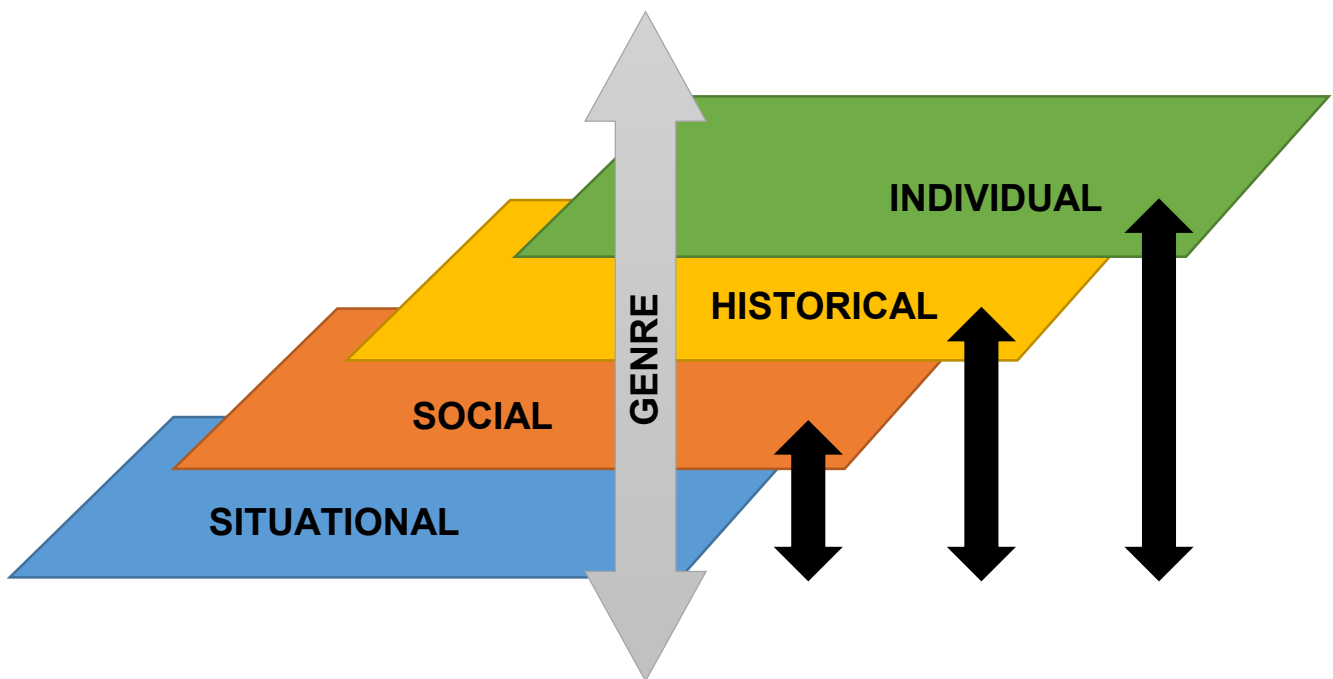 INDIVIDUAL
HISTORICAL
GENRE
SOCIAL
SITUATIONAL